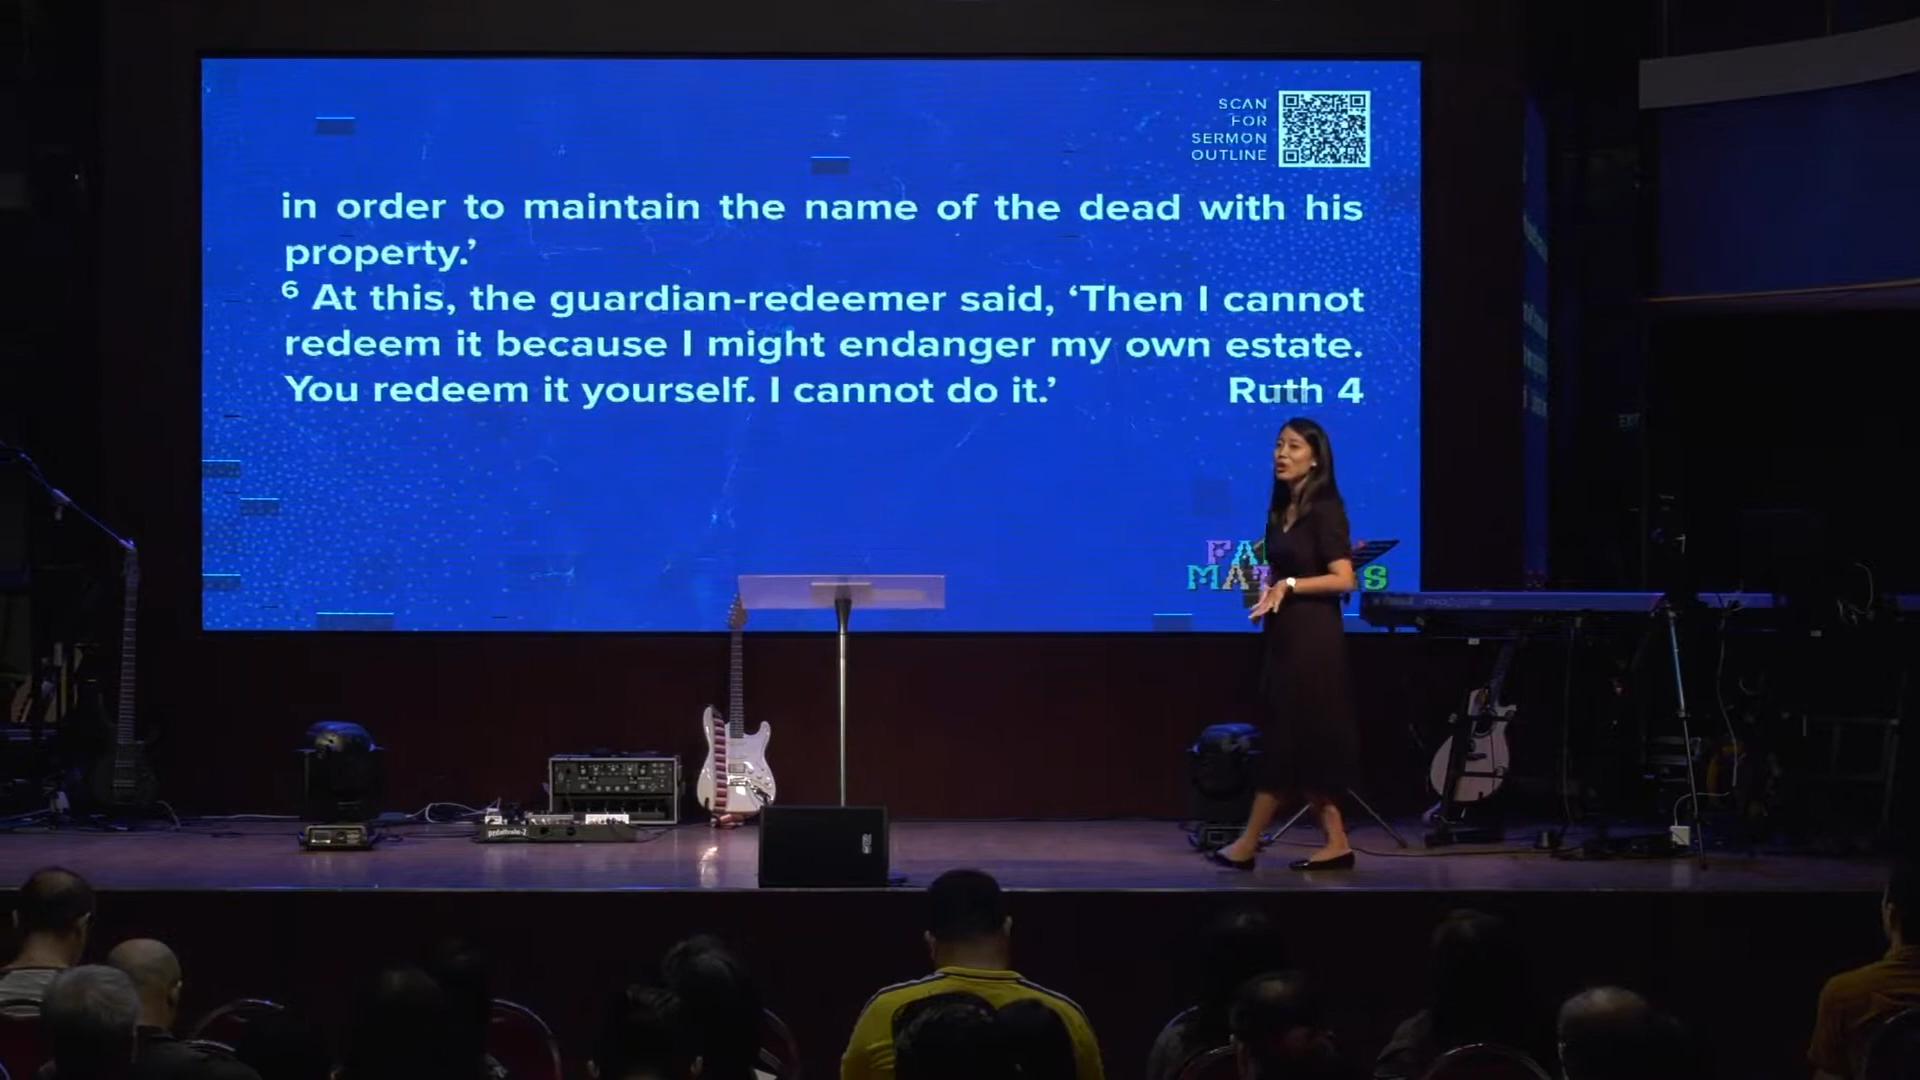 SCAN
FOR
SERMON
OUTLINE
in order to maintain the name of the dead with his
property.’
⁶ At this, the guardian-redeemer said, ‘Then I cannot
redeem it because I might endanger my own estate.
You redeem it yourself. I cannot do it.’ Ruth 4
pedaltrain-2